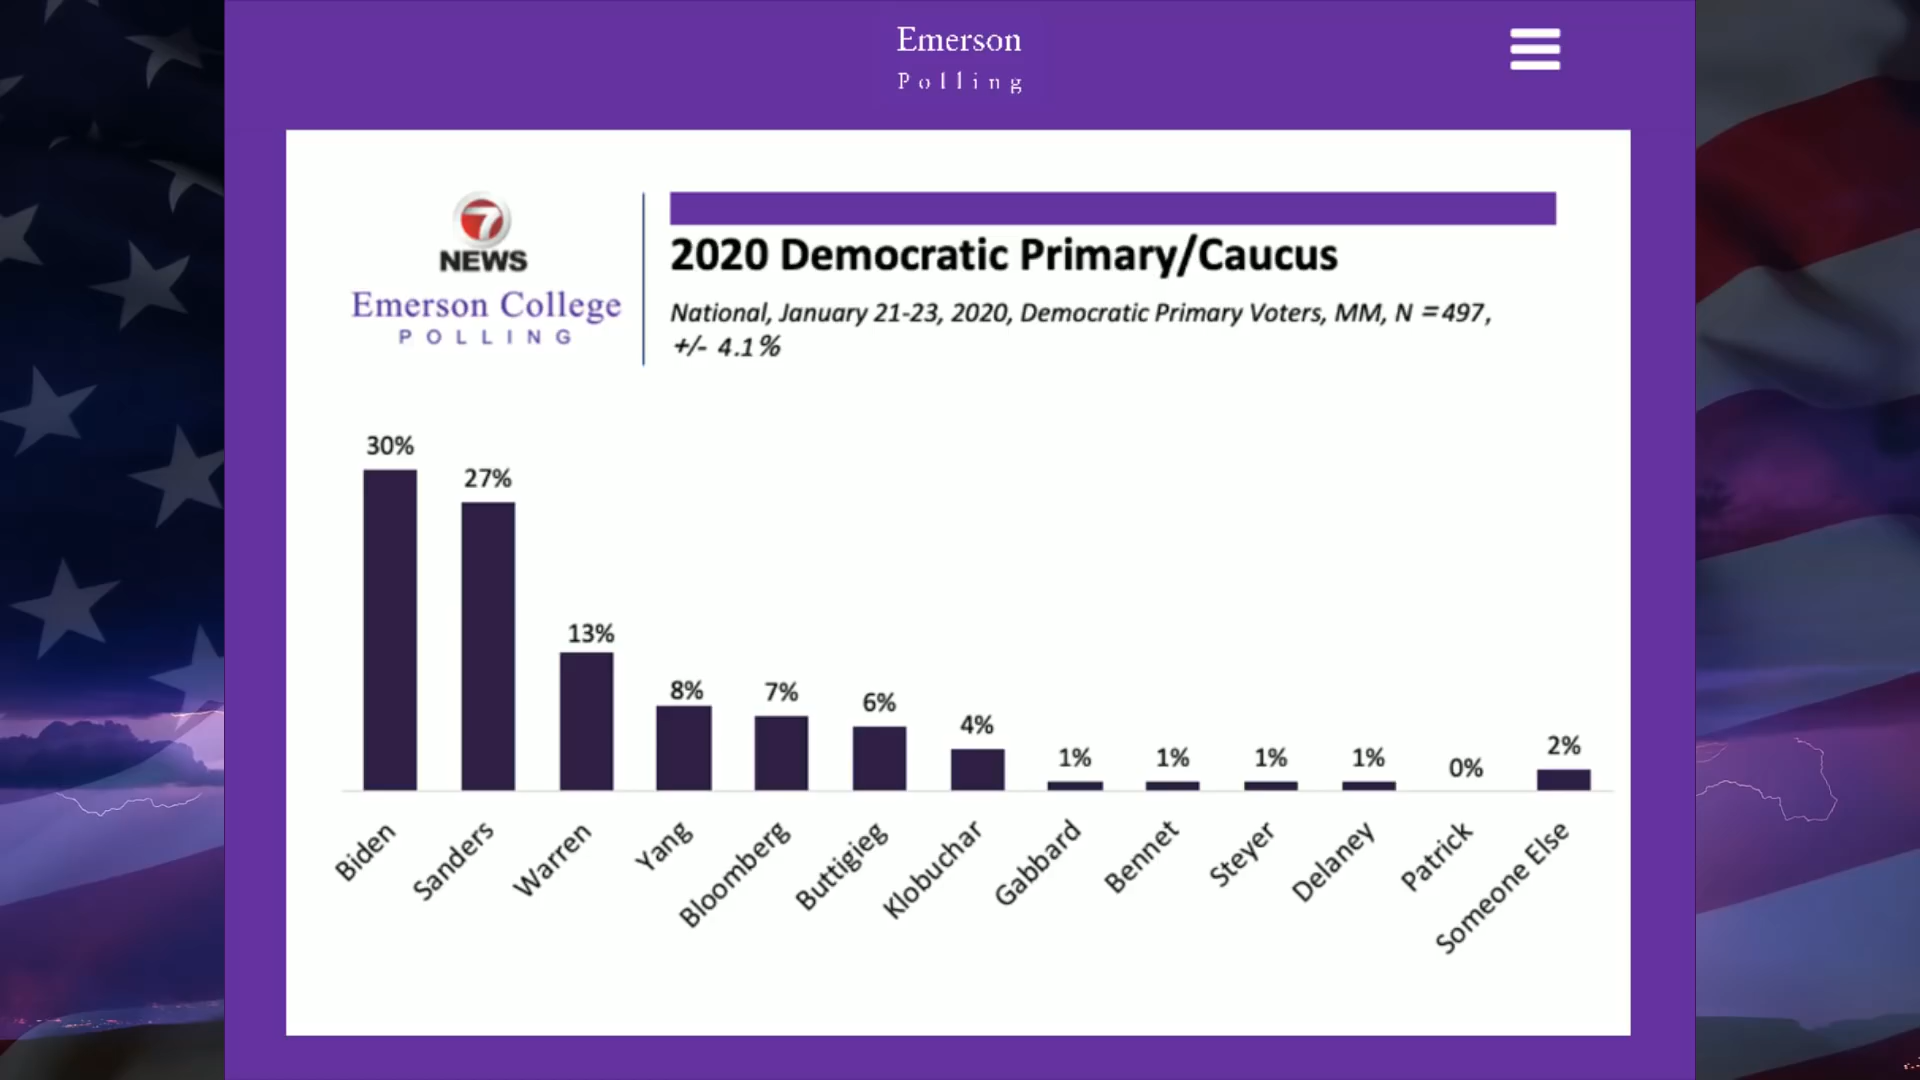 Emerson
Polling
7
NEWS
Emerson College
POLLING
2020 Democratic Primary/Caucus
National, January 21-23, 2020, Democratic Primary Voters, MM, N =497,
+/- 4.1%
30%
27%
13%
8%
7%
6%
4%
1%
1%
1%
1%
0%
2%
Biden
Sanders
Warren
Yang
Bloomberg
Buttigieg
Klobuchar
Gabbard
Bennet
Steyer
Delaney
Patrick
Someone Else